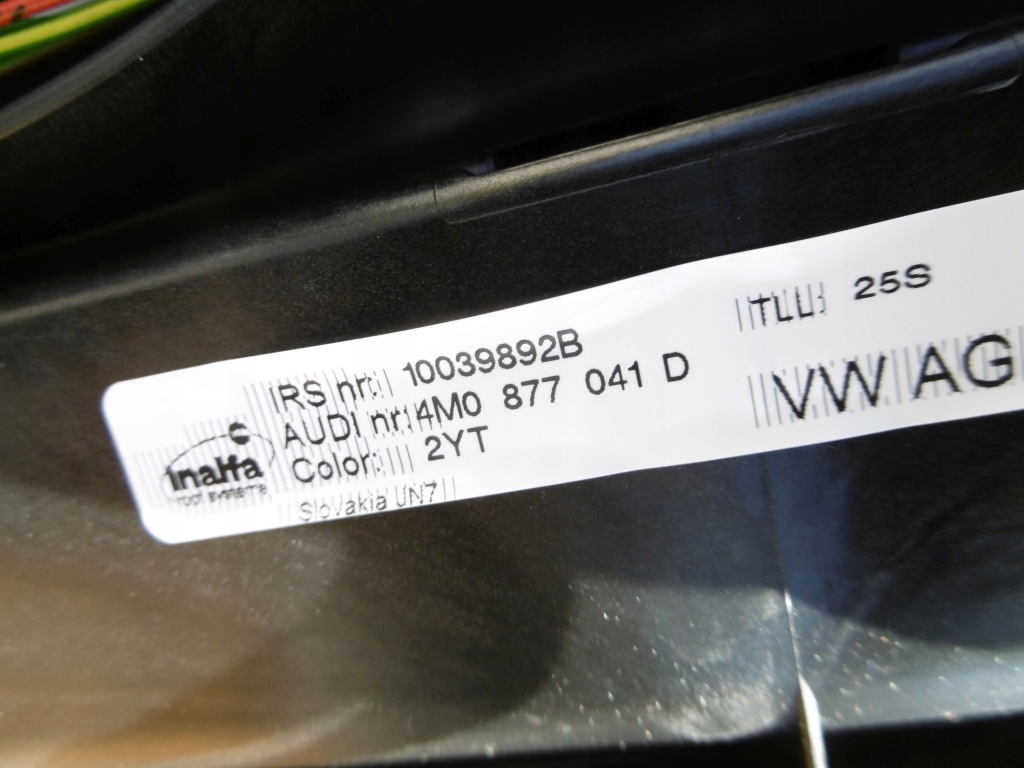 inalfa
roof systems
IRS nr: 10039892B
AUDI nr: 4M0 877 041 D
Color: 2YT
Slovakia UN7
TLL: 25S
VW AG